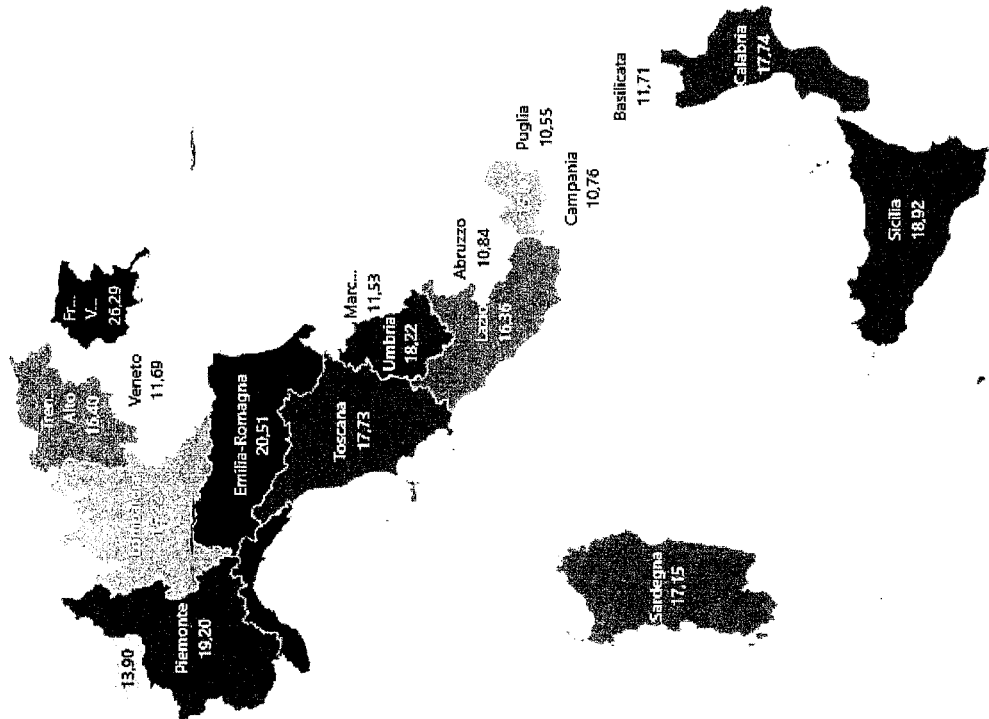 Fr...
V...
26,29
Tren...
Alto
16,40
Veneto
11,69
13,90
Piemonte
19,20
Emilia-Romagna
20,51
Toscana
17,73
Marc...
11,53
Umbria
18,22
Abruzzo
10,84
Lazio
16,36
Puglia
10,55
Campania
10,76
Basilicata
11,71
Calabria
17,74
Sicilia
18,92
Sardegna
17,15